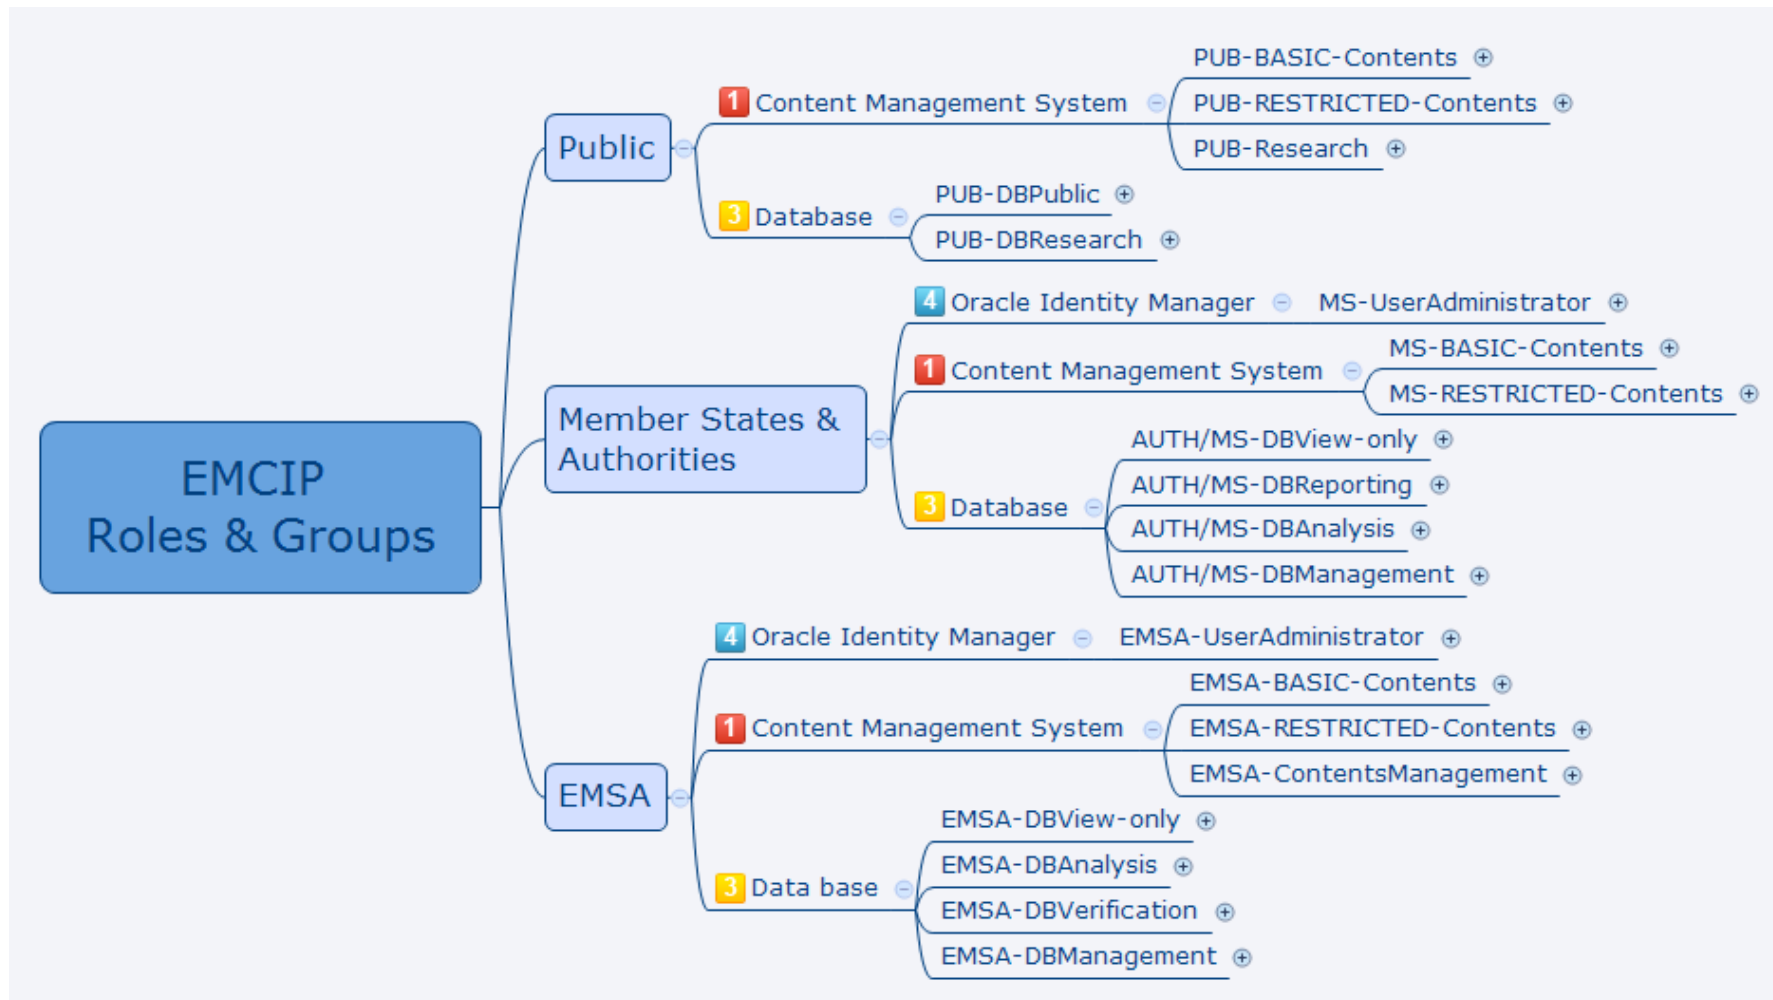 EMCIP
Roles & Groups
Public
1 Content Management System
PUB-BASIC-Contents
PUB-RESTRICTED-Contents
PUB-Research
3 Database
PUB-DBPublic
PUB-DBResearch
Member States &
Authorities
4 Oracle Identity Manager
MS-UserAdministrator
1 Content Management System
MS-BASIC-Contents
MS-RESTRICTED-Contents
3 Database
AUTH/MS-DBView-only
AUTH/MS-DBReporting
AUTH/MS-DBAnalysis
AUTH/MS-DBManagement
EMSA
4 Oracle Identity Manager
EMSA-UserAdministrator
1 Content Management System
EMSA-BASIC-Contents
EMSA-RESTRICTED-Contents
EMSA-ContentsManagement
3 Data base
EMSA-DBView-only
EMSA-DBAnalysis
EMSA-DBVerification
EMSA-DBManagement